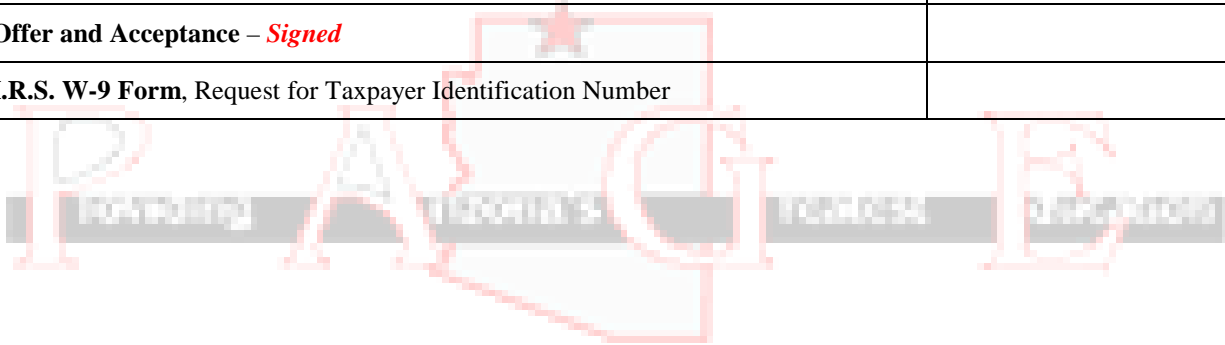 Offer and Acceptance – Signed
I.R.S. W-9 Form, Request for Taxpayer Identification Number
P A G E